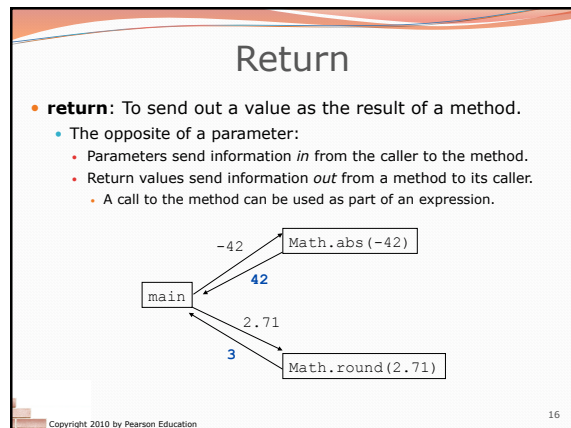 Return
• return: To send out a value as the result of a method.
• The opposite of a parameter:
• Parameters send information in from the caller to the method.
• Return values send information out from a method to its caller.
• A call to the method can be used as part of an expression.
-42
Math.abs(-42)
42
main
2.71
3
Math.round(2.71)
Copyright 2010 by Pearson Education
16